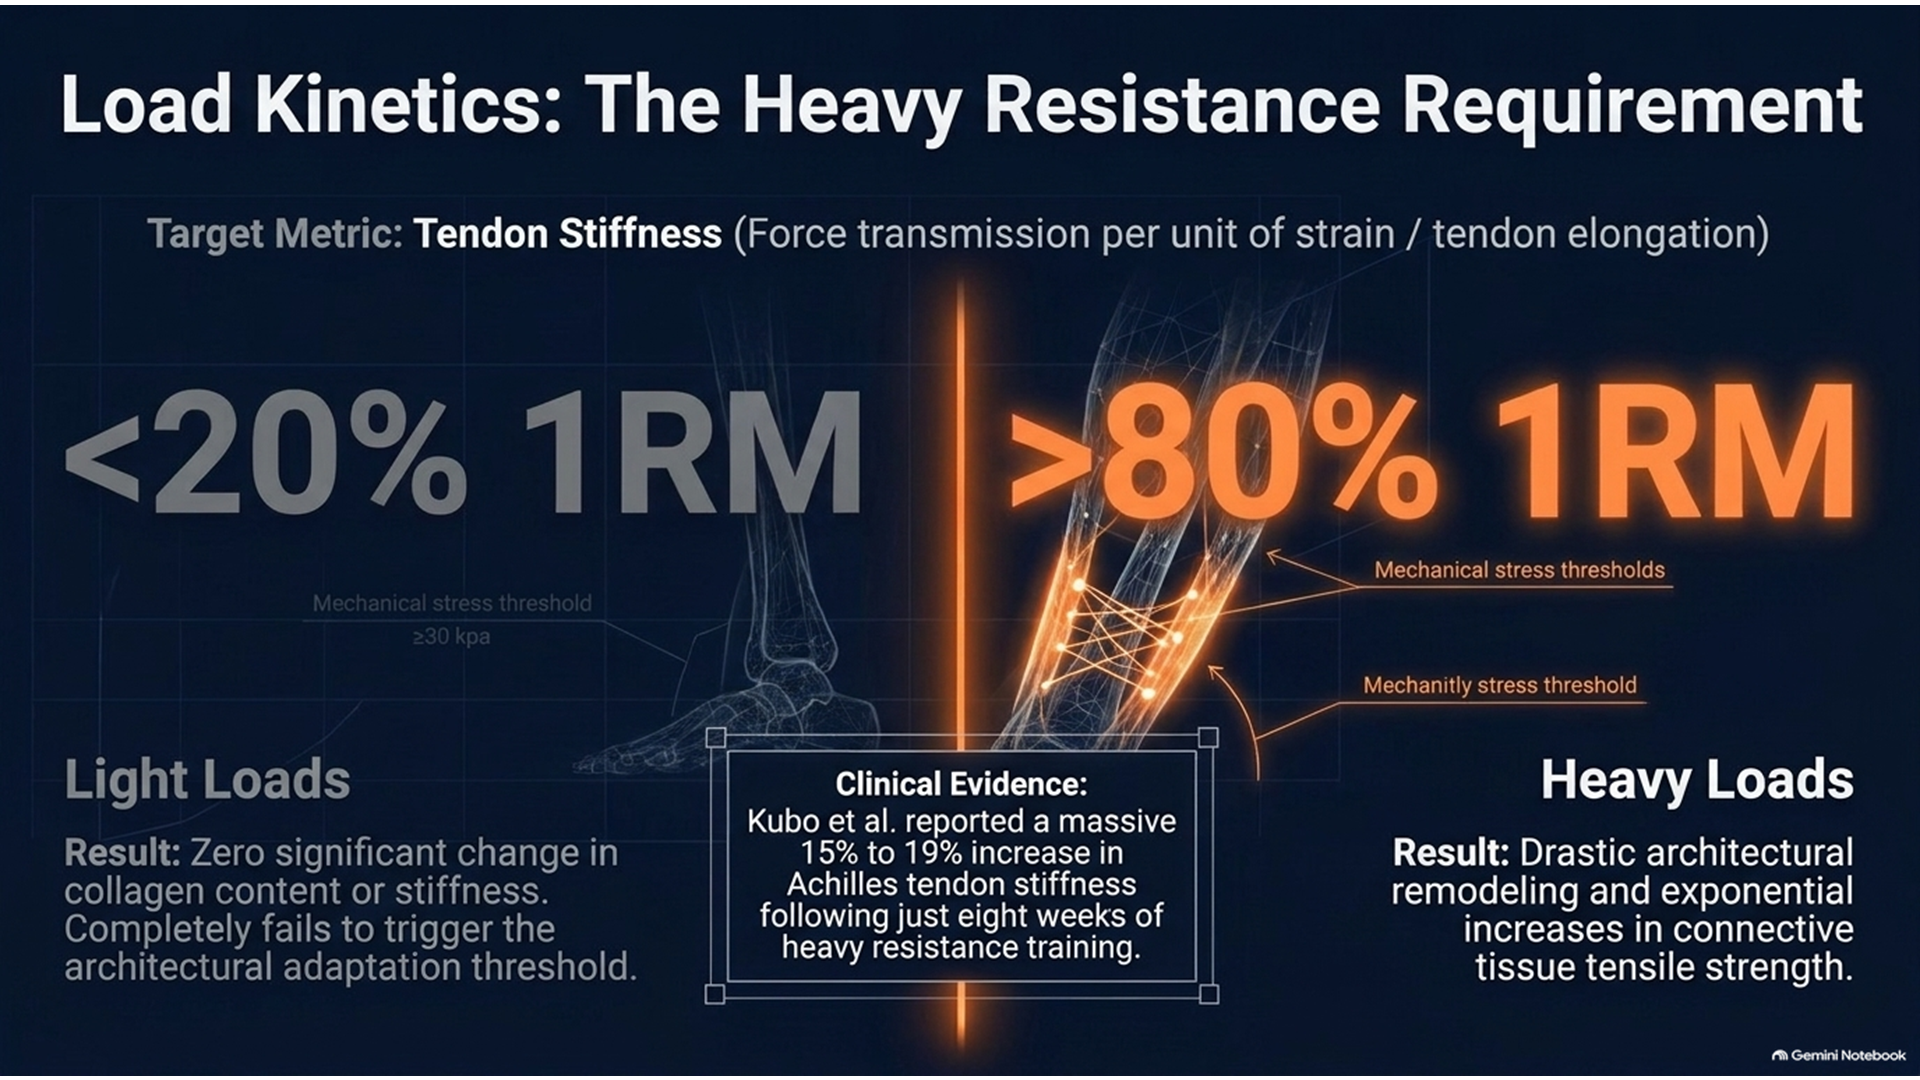 Load Kinetics: The Heavy Resistance Requirement
Target Metric: Tendon Stiffness (Force transmission per unit of strain / tendon elongation)
<20% 1RM
Mechanical stress threshold
≥30 kpa
Light Loads
Result: Zero significant change in
collagen content or stiffness.
Completely fails to trigger the
architectural adaptation threshold.
Clinical Evidence:
Kubo et al. reported a massive
15% to 19% increase in
Achilles tendon stiffness
following just eight weeks of
heavy resistance training.
>80% 1RM
Mechanical stress thresholds
Mechanitly stress threshold
Heavy Loads
Result: Drastic architectural
remodeling and exponential
increases in connective
tissue tensile strength.
Gemini Notebook